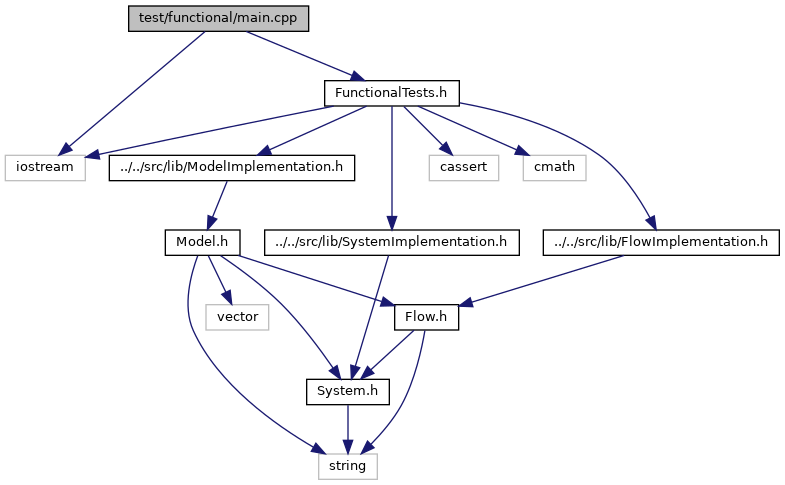 test/functional/main.cpp
FunctionalTests.h
iostream
../../src/lib/ModelImplementation.h
cassert
cmath
Model.h
../../src/lib/SystemImplementation.h
../../src/lib/FlowImplementation.h
vector
Flow.h
System.h
string